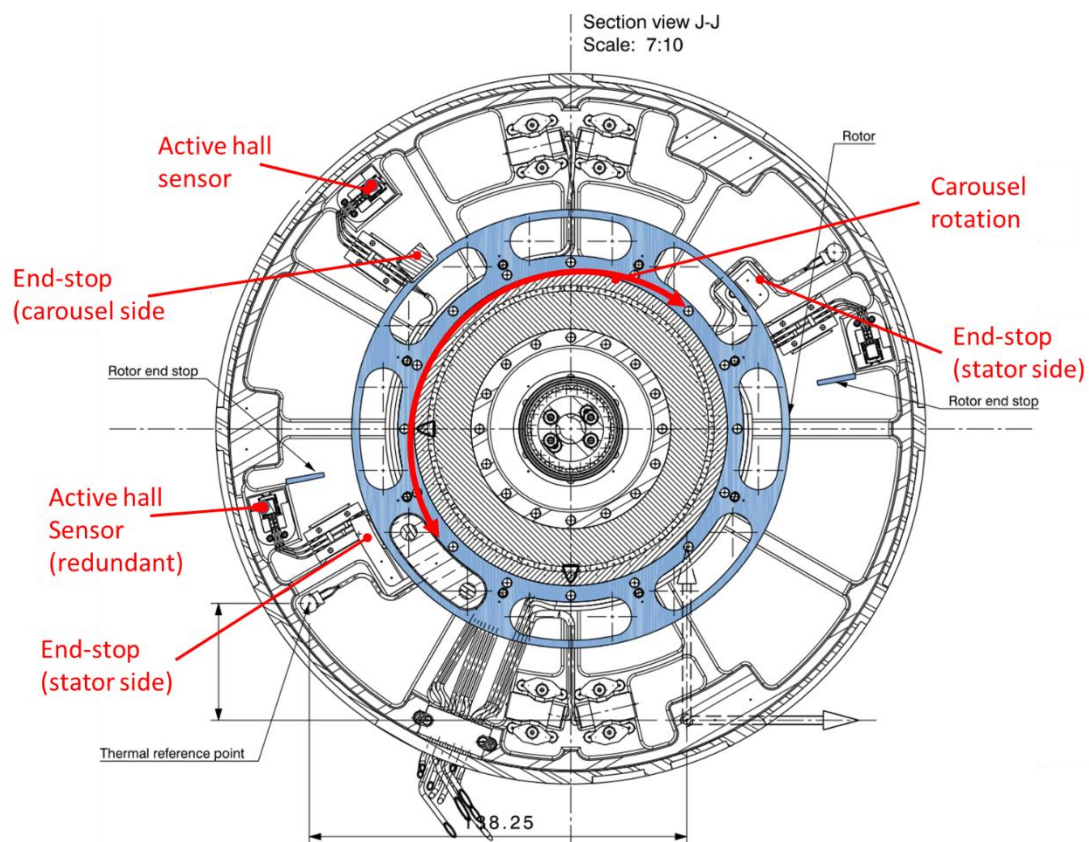 Section view J-J
Scale: 7:10
Active hall
sensor
Rotor
Carousel
rotation
End-stop
(carousel side
End-stop
(stator side)
Rotor end stop
Rotor end stop
Active hall
Sensor
(redundant)
End-stop
(stator side)
Thermal reference point
138.25